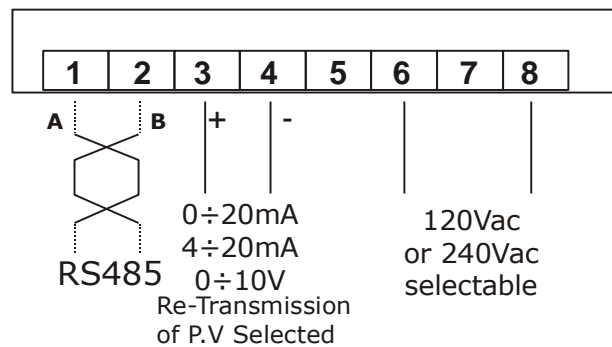 1 2 3 4 5 6 7 8
A B + -
0÷20mA
4÷20mA
0÷10V
Re-Transmission
of P.V Selected
RS485
120Vac
or 240Vac
selectable